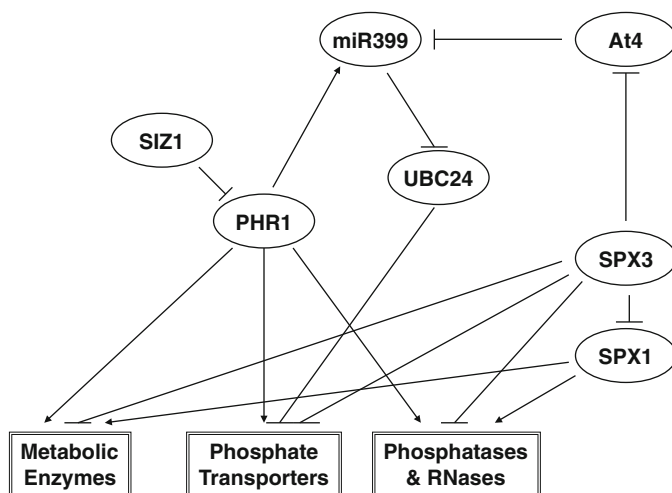 miR399
At4
SIZ1
UBC24
PHR1
SPX3
SPX1
Metabolic
Enzymes
Phosphate
Transporters
Phosphatases
& RNases